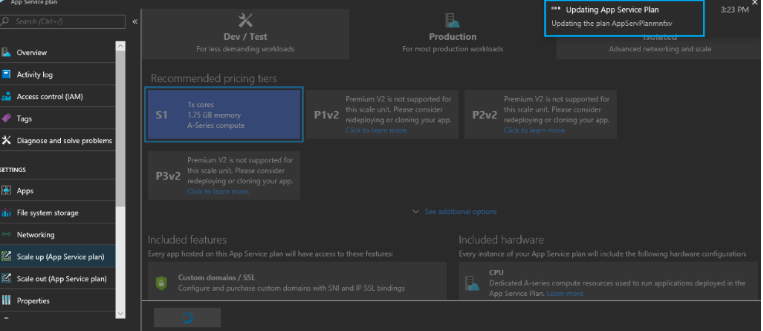 App Service plan
Search (Ctrl+/)
Overview
Activity log
Access control (IAM)
Tags
Diagnose and solve problems
SETTINGS
Apps
File system storage
Networking
Scale up (App Service plan)
Scale out (App Service plan)
Properties
Dev / Test
For less demanding workloads
Production
For most production workloads
Isolated
Advanced networking and scale
Updating App Service Plan
3:23 PM
Updating the plan
Recommended pricing tiers
S1
1x cores
1.75 GB memory
A-Series compute
P1v2
Premium V2 is not supported for
this scale unit. Please consider
redeploying or cloning your app.
Click to learn more.
P2v2
Premium V2 is not supported for
this scale unit. Please consider
redeploying or cloning your app.
Click to learn more.
P3v2
Premium V2 is not supported for
this scale unit. Please consider
redeploying or cloning your app.
Click to learn more.
See additional options
Included features
Every app hosted on this App Service plan will have access to these features:
Custom domains / SSL
Configure and purchase custom domains with SNI and IP SSL bindings
Included hardware
Every instance of your App Service plan will include the following hardware configuration:
CPU
Dedicated A-series compute resources used to run applications deployed in the
App Service Plan. Learn more